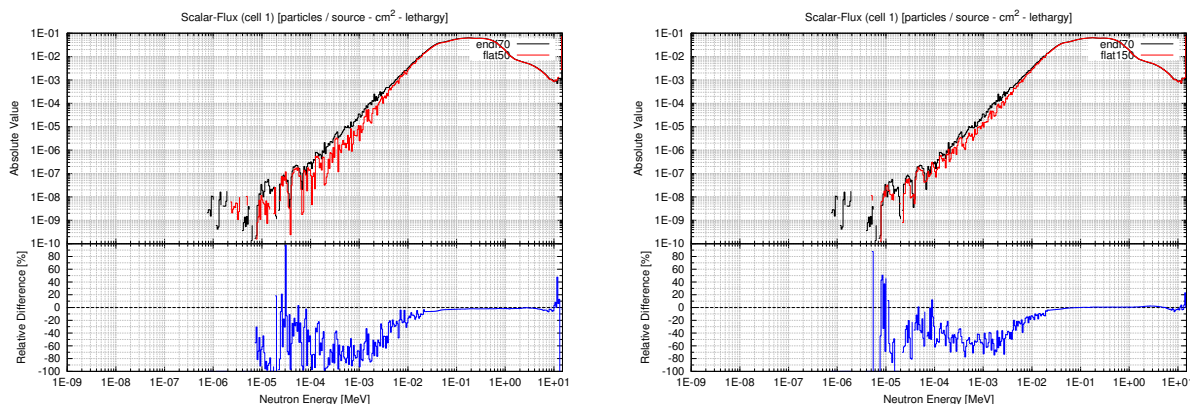 Scalar-Flux (cell 1) [particles / source - cm² - lethargy]
Absolute Value
1E-01
1E-02
1E-03
1E-04
1E-05
1E-06
1E-07
1E-08
1E-09
1E-10
endf70
flat50
Relative Difference [%]
80
60
40
20
0
-20
-40
-60
-80
-100
1E-09 1E-08 1E-07 1E-06 1E-05 1E-04 1E-03 1E-02 1E-01 1E+00 1E+01
Neutron Energy [MeV]
Scalar-Flux (cell 1) [particles / source - cm² - lethargy]
Absolute Value
1E-01
1E-02
1E-03
1E-04
1E-05
1E-06
1E-07
1E-08
1E-09
1E-10
endf70
flat150
Relative Difference [%]
80
60
40
20
0
-20
-40
-60
-80
-100
1E-09 1E-08 1E-07 1E-06 1E-05 1E-04 1E-03 1E-02 1E-01 1E+00 1E+01
Neutron Energy [MeV]